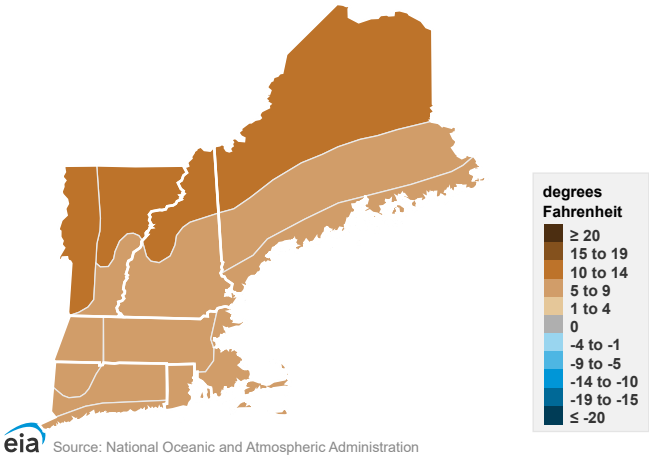 degrees
Fahrenheit
≥ 20
15 to 19
10 to 14
5 to 9
1 to 4
0
-4 to -1
-9 to -5
-14 to -10
-19 to -15
≤ -20
eia
Source: National Oceanic and Atmospheric Administration